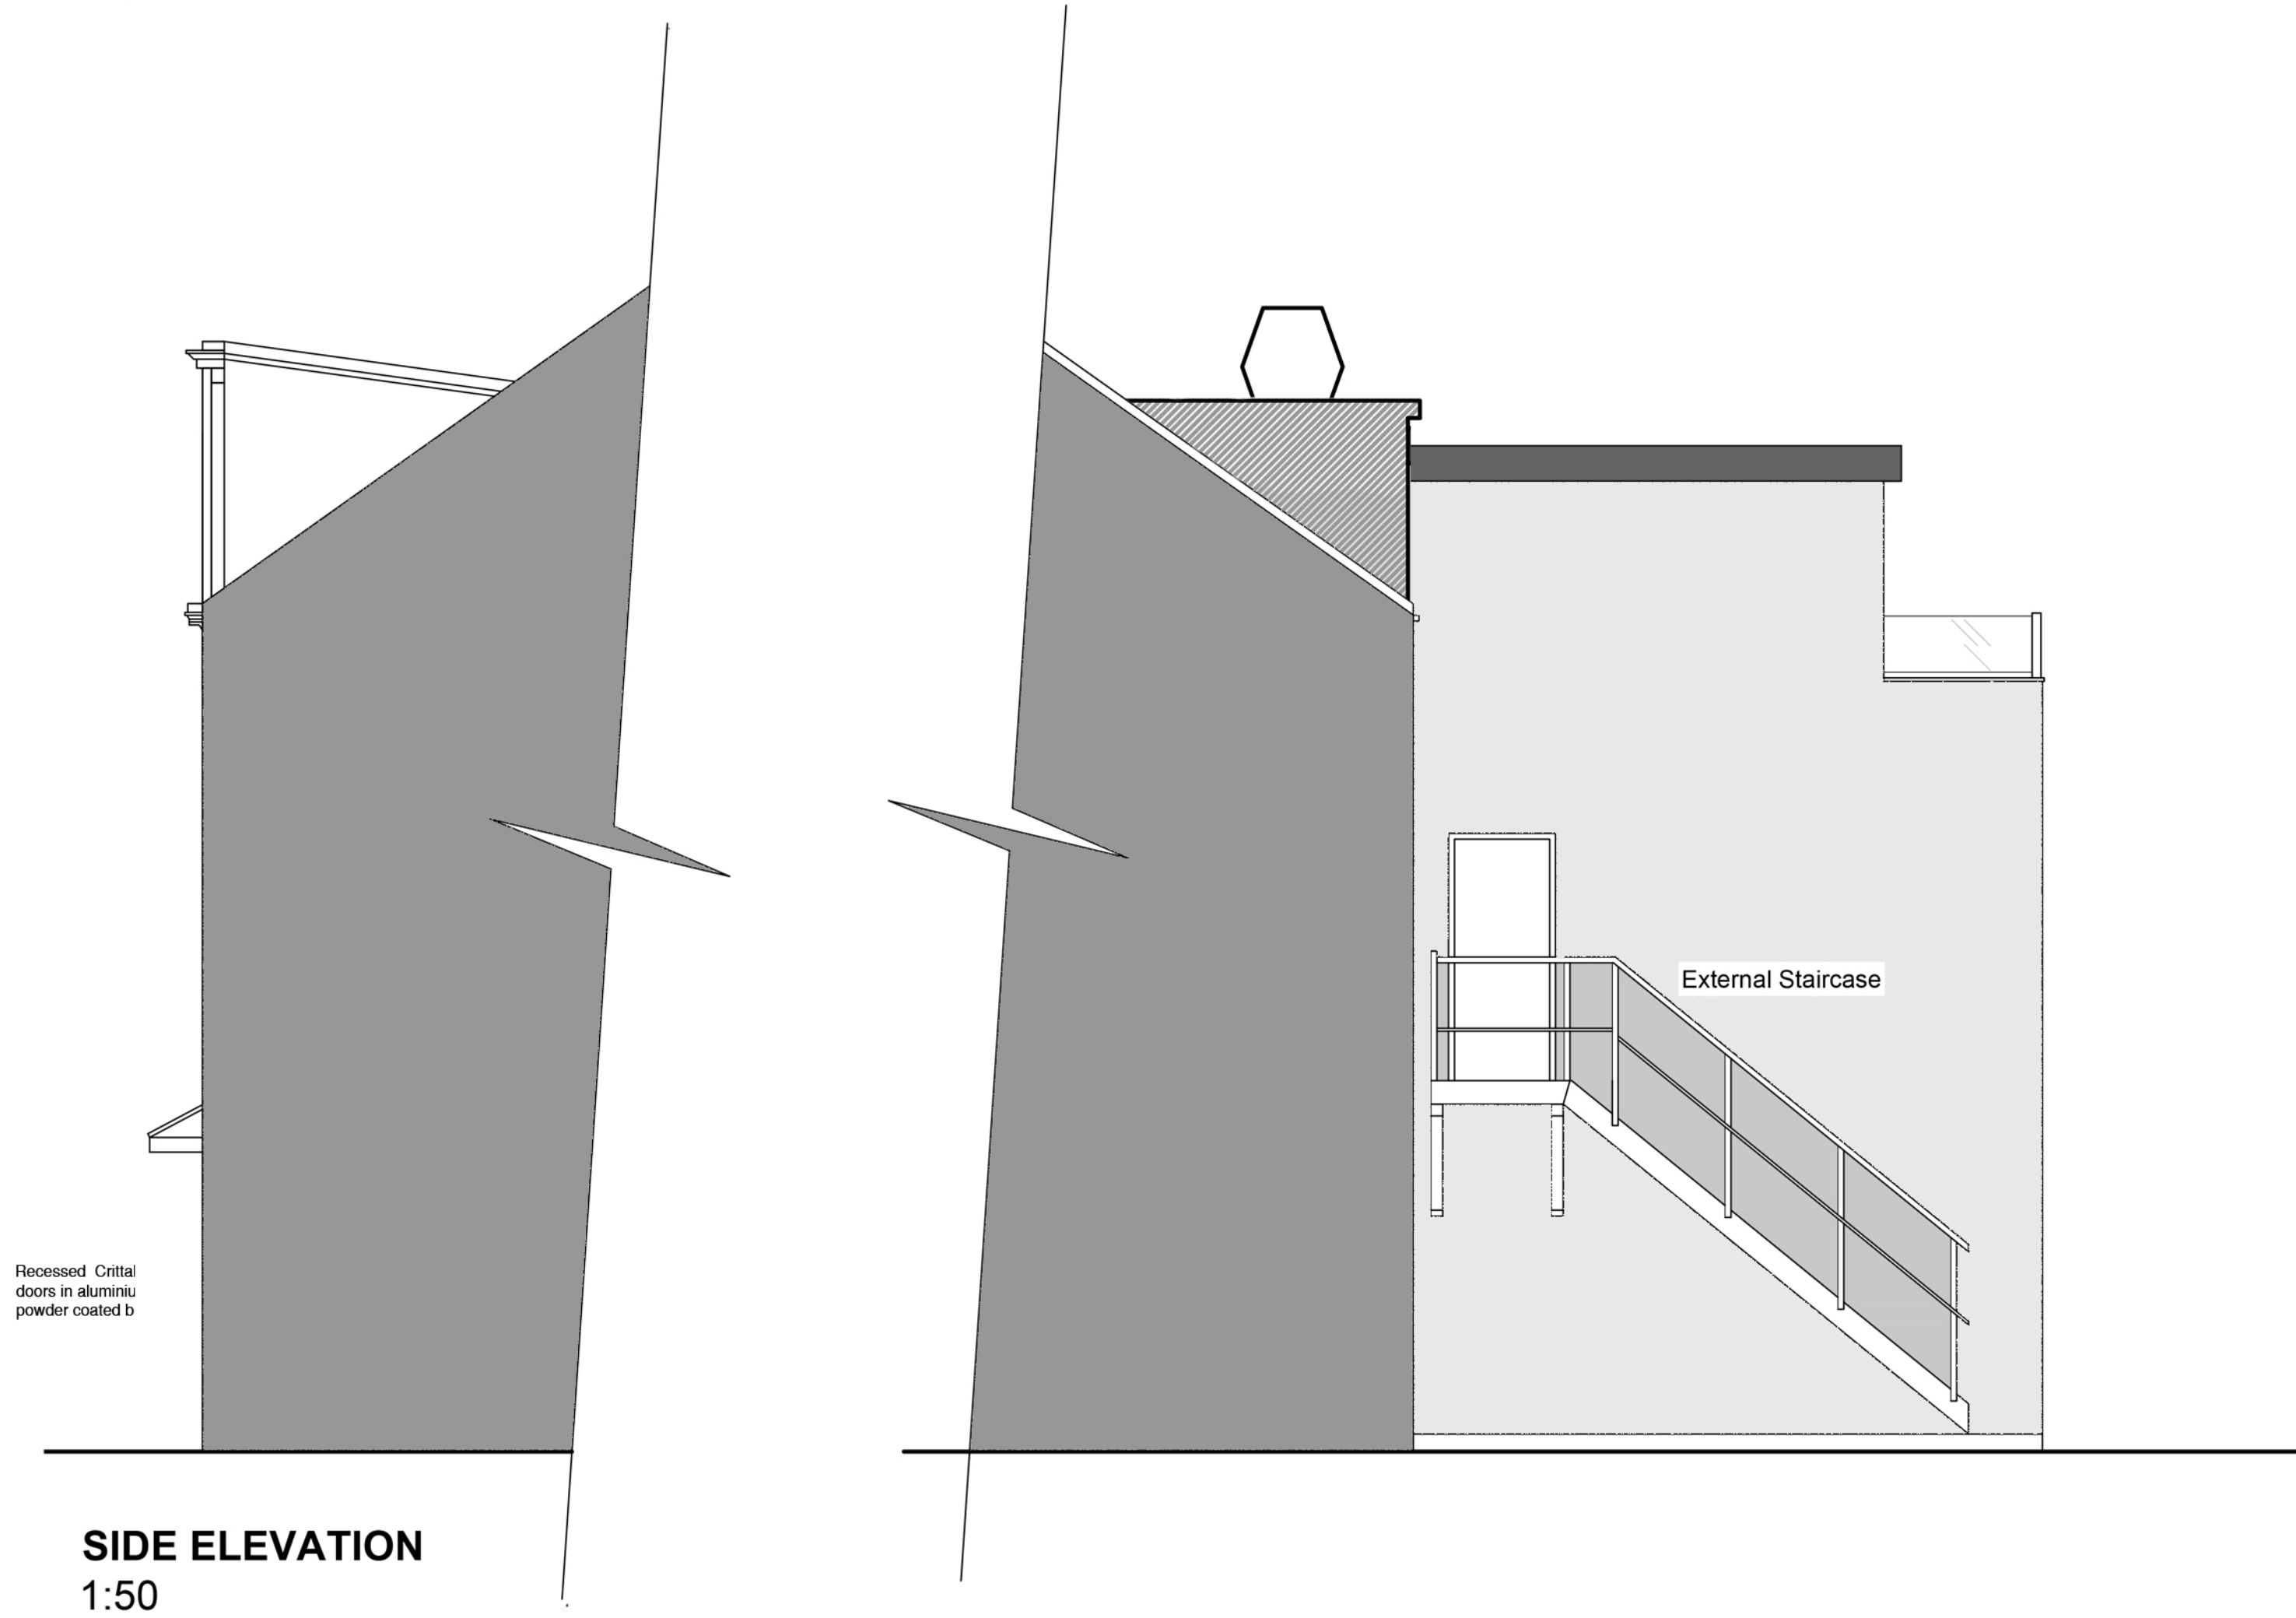 External Staircase
Recessed Crittal
doors in aluminiu
powder coated b
SIDE ELEVATION
1:50